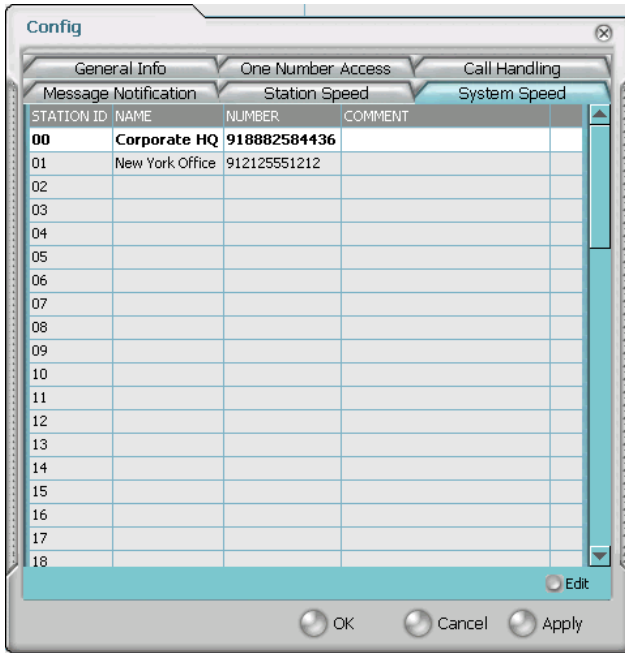 Config
General Info One Number Access Call Handling
Message Notification Station Speed System Speed
STATION ID NAME NUMBER COMMENT
00 Corporate HQ 918882584436
01 New York Office 912125551212
02
03
04
05
06
07
08
09
10
11
12
13
14
15
16
17
18
Edit
OK Cancel Apply